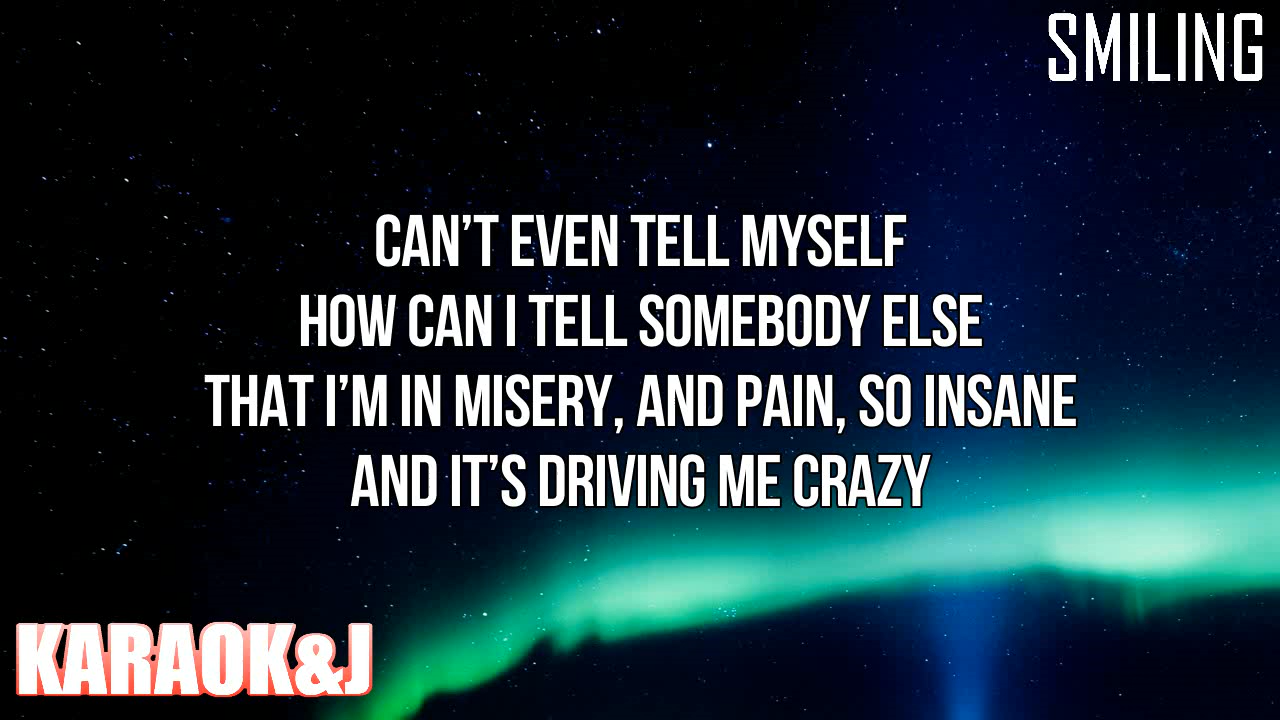 SMILING
CAN’T EVEN TELL MYSELF
HOW CAN I TELL SOMEBODY ELSE
THAT I’M IN MISERY, AND PAIN, SO INSANE
AND IT’S DRIVING ME CRAZY
KARAOK&J